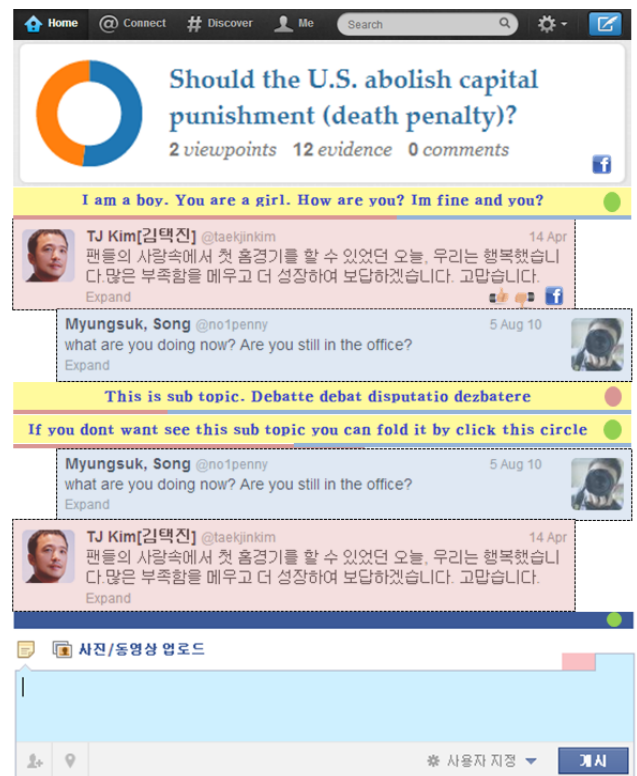 Home @ Connect # Discover Me Search
Should the U.S. abolish capital
punishment (death penalty)?
2 viewpoints 12 evidence 0 comments
f
I am a boy. You are a girl. How are you? Im fine and you?
TJ Kim[김택진] @taekjinkim 14 Apr
팬들의 사랑속에서 첫 홈경기를 할 수 있었던 오늘, 우리는 행복했습니
다.많은 부족함을 메우고 더 성장하여 보답하겠습니다. 고맙습니다.
Expand
f
Myungsuk, Song @no1penny 5 Aug 10
what are you doing now? Are you still in the office?
Expand
This is sub topic. Debatte debat disputatio dezbatere
If you dont want see this sub topic you can fold it by click this circle
Myungsuk, Song @no1penny 5 Aug 10
what are you doing now? Are you still in the office?
Expand
TJ Kim[김택진] @taekjinkim 14 Apr
팬들의 사랑속에서 첫 홈경기를 할 수 있었던 오늘, 우리는 행복했습니
다.많은 부족함을 메우고 더 성장하여 보답하겠습니다. 고맙습니다.
Expand
사진/동영상 업로드
사용자 지정 게시